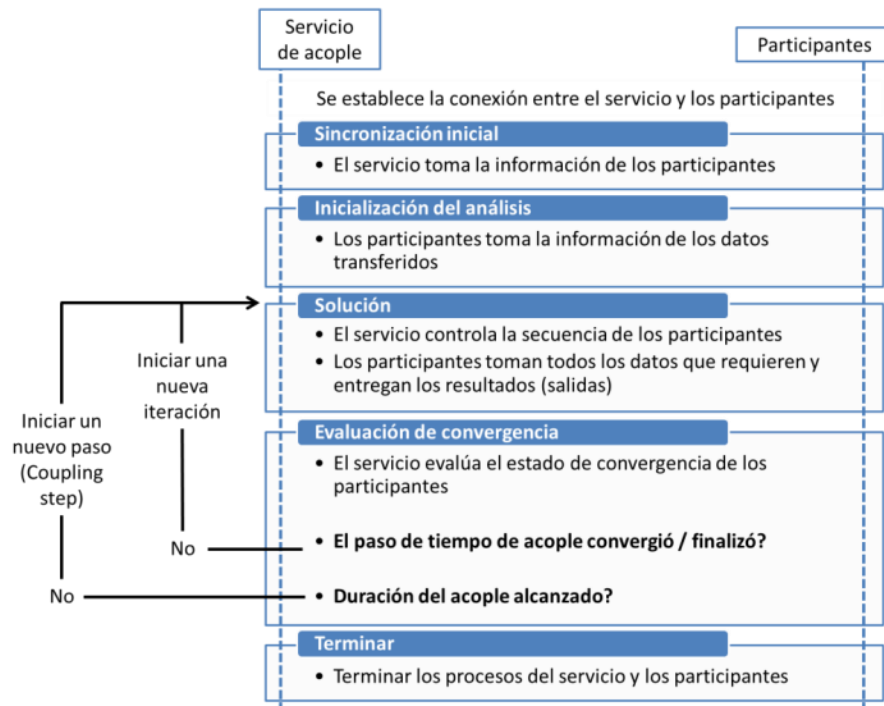 Servicio
de acople
Participantes
Se establece la conexión entre el servicio y los participantes
Sincronización inicial
• El servicio toma la información de los participantes
Inicialización del análisis
• Los participantes toma la información de los datos
transferidos
Solución
• El servicio controla la secuencia de los participantes
• Los participantes toman todos los datos que requieren y
entregan los resultados (salidas)
Iniciar una
nueva
iteración
Iniciar un
nuevo paso
(Coupling
step)
Evaluación de convergencia
• El servicio evalúa el estado de convergencia de los
participantes
No
• El paso de tiempo de acople convergió / finalizó?
No
• Duración del acople alcanzado?
Terminar
• Terminar los procesos del servicio y los participantes